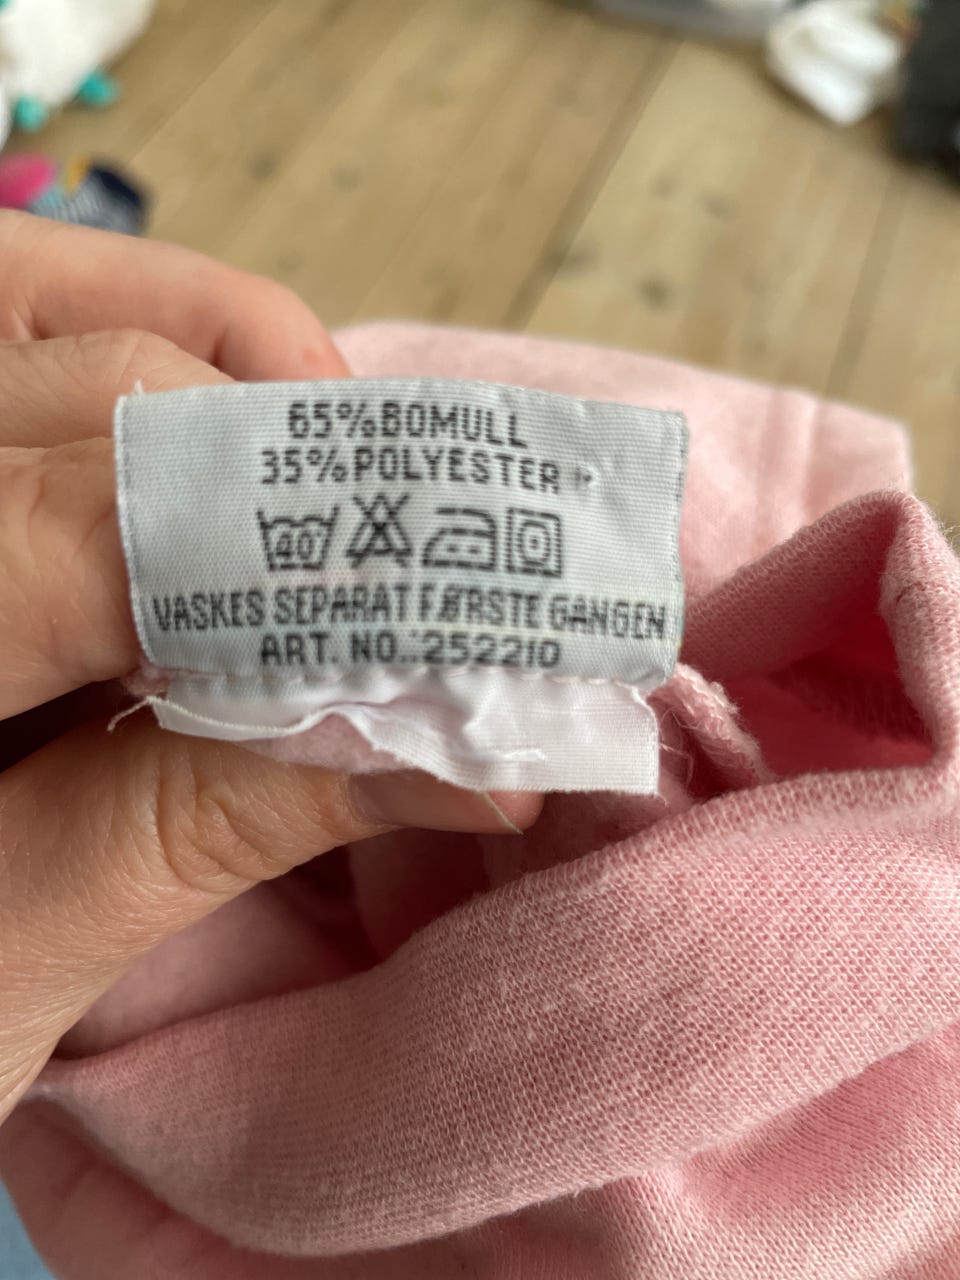 65% BOMULL
35% POLYESTER
40
VASKES SEPARAT FØRSTE GANGEN
ART. NO.:252210